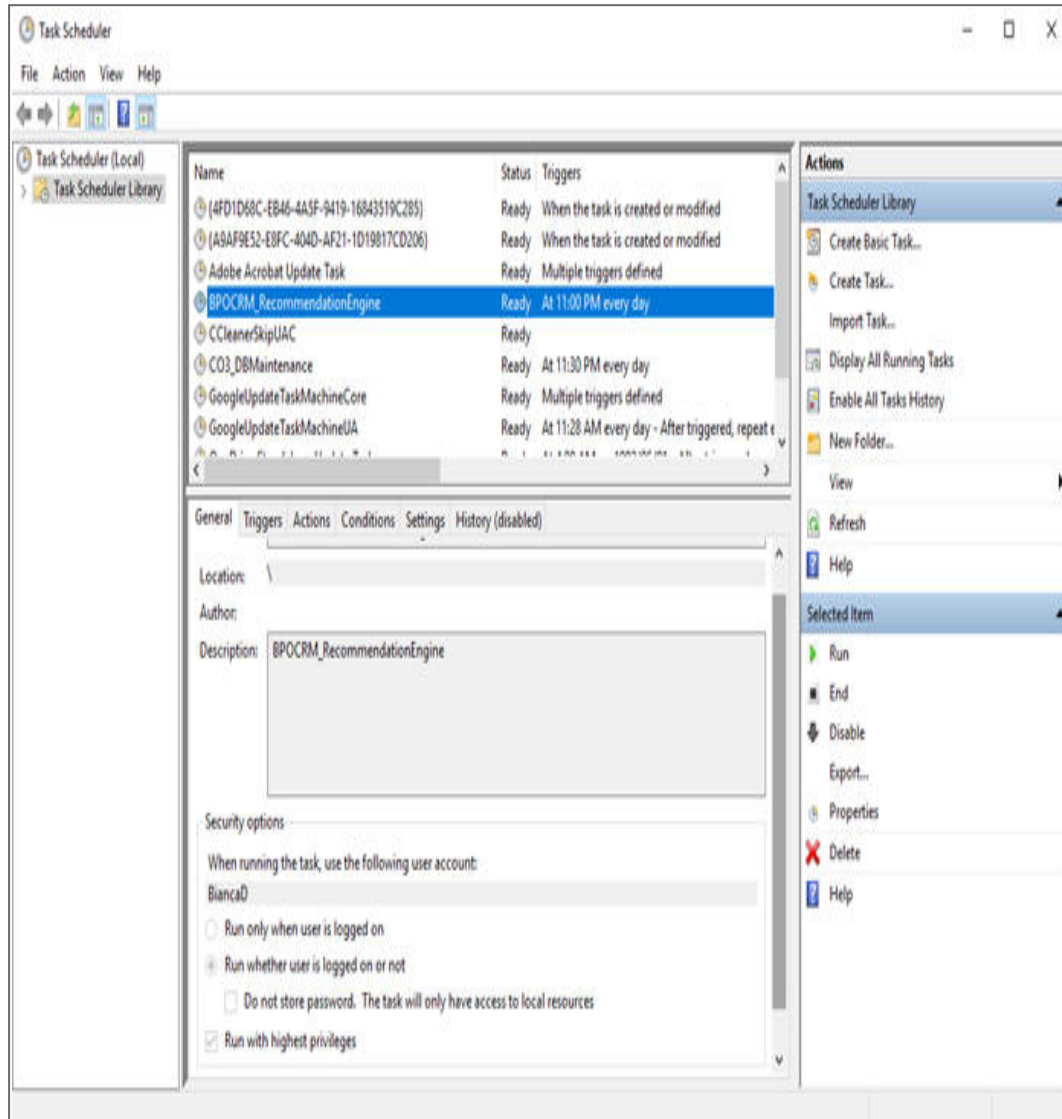 Task Scheduler
File Action View Help
Task Scheduler (Local)
Task Scheduler Library
Name Status Triggers
{4FD1D68C-EB46-4A5F-9419-16843519C285} Ready When the task is created or modified
{A9AF9E52-E8FC-404D-AF21-1D19817CD206} Ready When the task is created or modified
Adobe Acrobat Update Task Ready Multiple triggers defined
BPOCRM_RecommendationEngine Ready At 11:00 PM every day
CCleanerSkipUAC Ready
CO3_DBMaintenance Ready At 11:30 PM every day
GoogleUpdateTaskMachineCore Ready Multiple triggers defined
GoogleUpdateTaskMachineUA Ready At 11:28 AM every day - After triggered, repeat e
General Triggers Actions Conditions Settings History (disabled)
Location: \
Author:
Description: BPOCRM_RecommendationEngine
Security options
When running the task, use the following user account:
BiancaD
Run only when user is logged on
Run whether user is logged on or not
Do not store password. The task will only have access to local resources
Run with highest privileges
Actions
Task Scheduler Library
Create Basic Task...
Create Task...
Import Task...
Display All Running Tasks
Enable All Tasks History
New Folder...
View
Refresh
Help
Selected Item
Run
End
Disable
Export...
Properties
Delete
Help